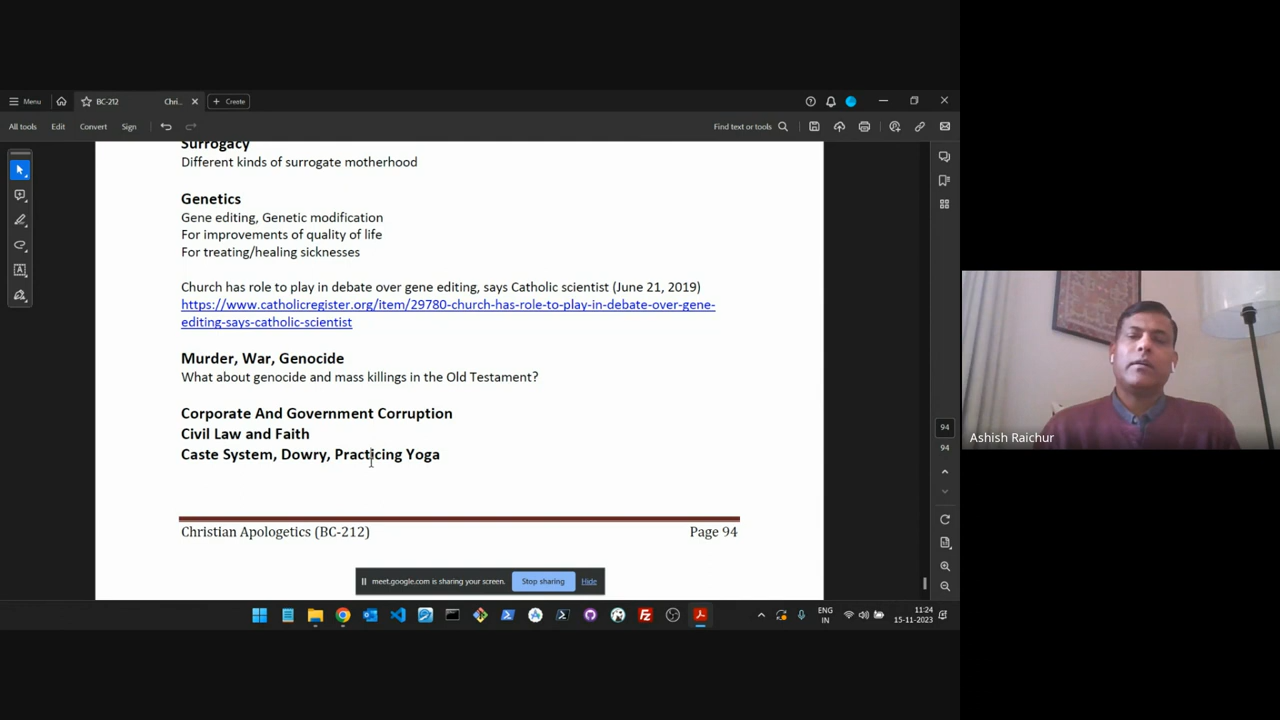 Menu
BC-212
Chri...
Create
All tools
Edit
Convert
Sign
Find text or tools
Surrogacy
Different kinds of surrogate motherhood
Genetics
Gene editing, Genetic modification
For improvements of quality of life
For treating/healing sicknesses
Church has role to play in debate over gene editing, says Catholic scientist (June 21, 2019)
https://www.catholicregister.org/item/29780-church-has-role-to-play-in-debate-over-gene-
editing-says-catholic-scientist
Murder, War, Genocide
What about genocide and mass killings in the Old Testament?
Corporate And Government Corruption
Civil Law and Faith
Caste System, Dowry, Practicing Yoga
Christian Apologetics (BC-212)
Page 94
94
94
Ashish Raichur
meet.google.com is sharing your screen.
Stop sharing
Hide
ENG
IN
11:24
15-11-2023